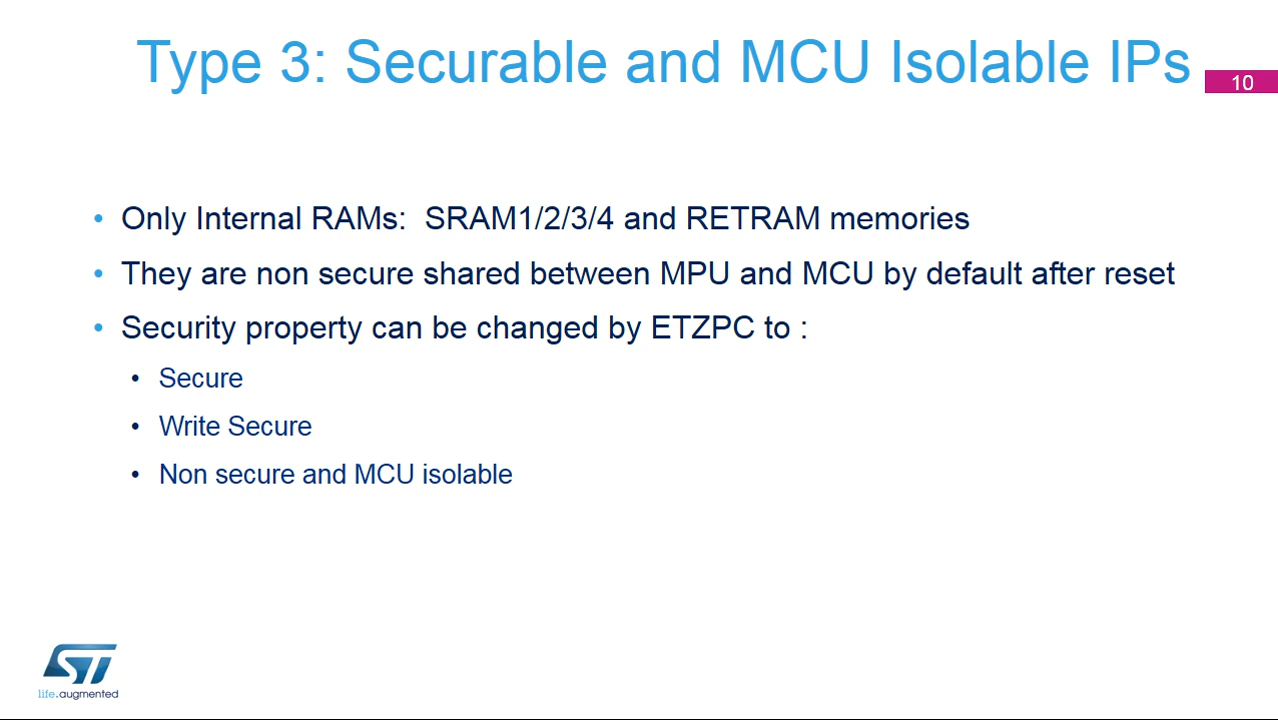 Type 3: Securable and MCU Isolable IPs
10
• Only Internal RAMs:  SRAM1/2/3/4 and RETRAM memories
• They are non secure shared between MPU and MCU by default after reset
• Security property can be changed by ETZPC to :
• Secure
• Write Secure
• Non secure and MCU isolable
ST
life.augmented